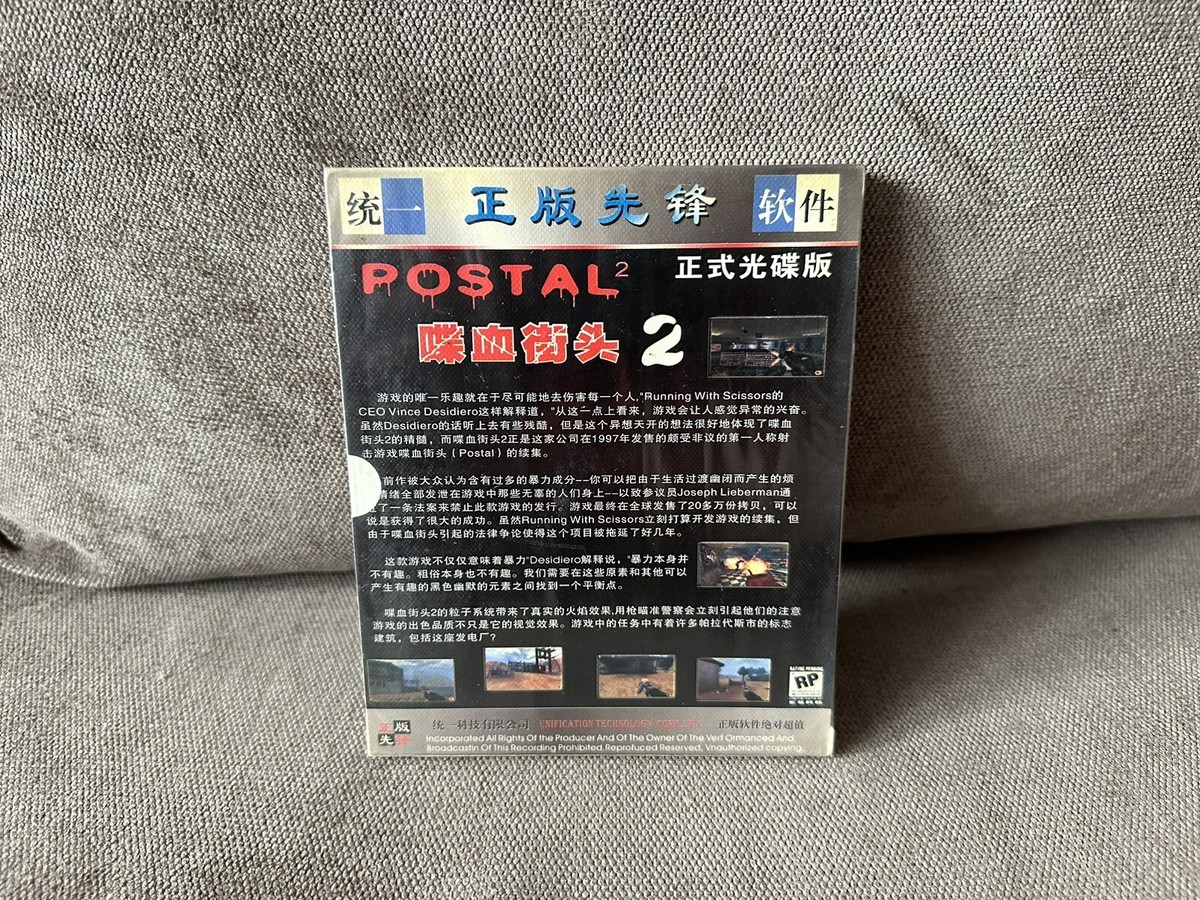 统一 正版先锋 软件
POSTAL² 正式光碟版
喋血街头 2
游戏的唯一乐趣就在于尽可能地去伤害每一个人,"Running With Scissors的
CEO Vince Desidiero这样解释道，"从这一点上看来，游戏会让人感觉异常的兴奋。
虽然Desidiero的话听上去有些残酷，但是这个异想天开的想法很好地体现了喋血
街头2的精髓，而喋血街头2正是这家公司在1997年发售的颇受非议的第一人称射
击游戏喋血街头（Postal）的续集。
前作被大众认为含有过多的暴力成分--你可以把由于生活过渡幽闭而产生的烦
情绪全部发泄在游戏中那些无辜的人们身上--以致参议员Joseph Lieberman通
了一条法案来禁止此款游戏的发行。游戏最终在全球发售了20多万份拷贝，可以
说是获得了很大的成功。虽然Running With Scissors立刻打算开发游戏的续集，但
由于喋血街头引起的法律争论使得这个项目被拖延了好几年。
这款游戏不仅仅意味着暴力"Desidiero解释说，"暴力本身并
不有趣。粗俗本身也不有趣。我们需要在这些原素和其他可以
产生有趣的黑色幽默的元素之间找到一个平衡点。
喋血街头2的粒子系统带来了真实的火焰效果,用枪瞄准警察会立刻引起他们的注意
游戏的出色品质不只是它的视觉效果。游戏中的任务中有着许多帕拉代斯市的标志
建筑，包括这座发电厂?
RATING PENDING
RP
正版
先锋
统一科技有限公司 UNIFICATION TECHNOLOGY 正版软件绝对超值
Incorporated All Rights Of the Producer And Of The Owner Of The Verf Ormanced And
Broadcastin Of This Recording Prohibited.Reprofuced Reserved, Vnauthorized copying.